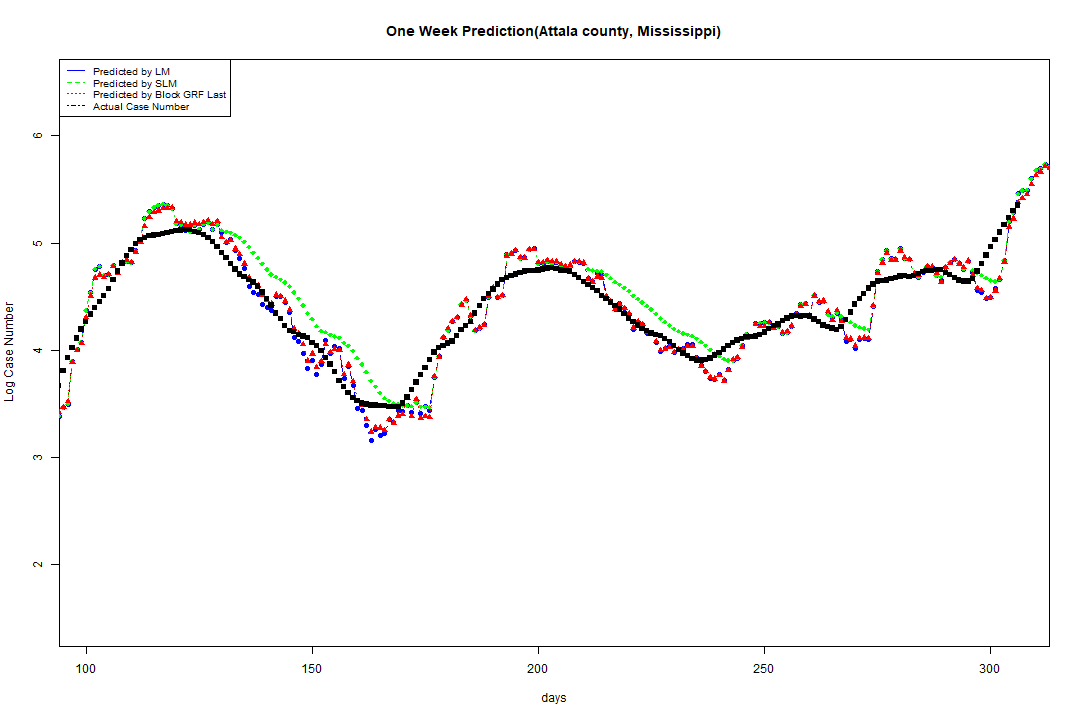 One Week Prediction(Attala county, Mississippi)
Predicted by LM
Predicted by SLM
Predicted by Block GRF Last
Actual Case Number
6
5
4
3
2
Log Case Number
100 150 200 250 300
days